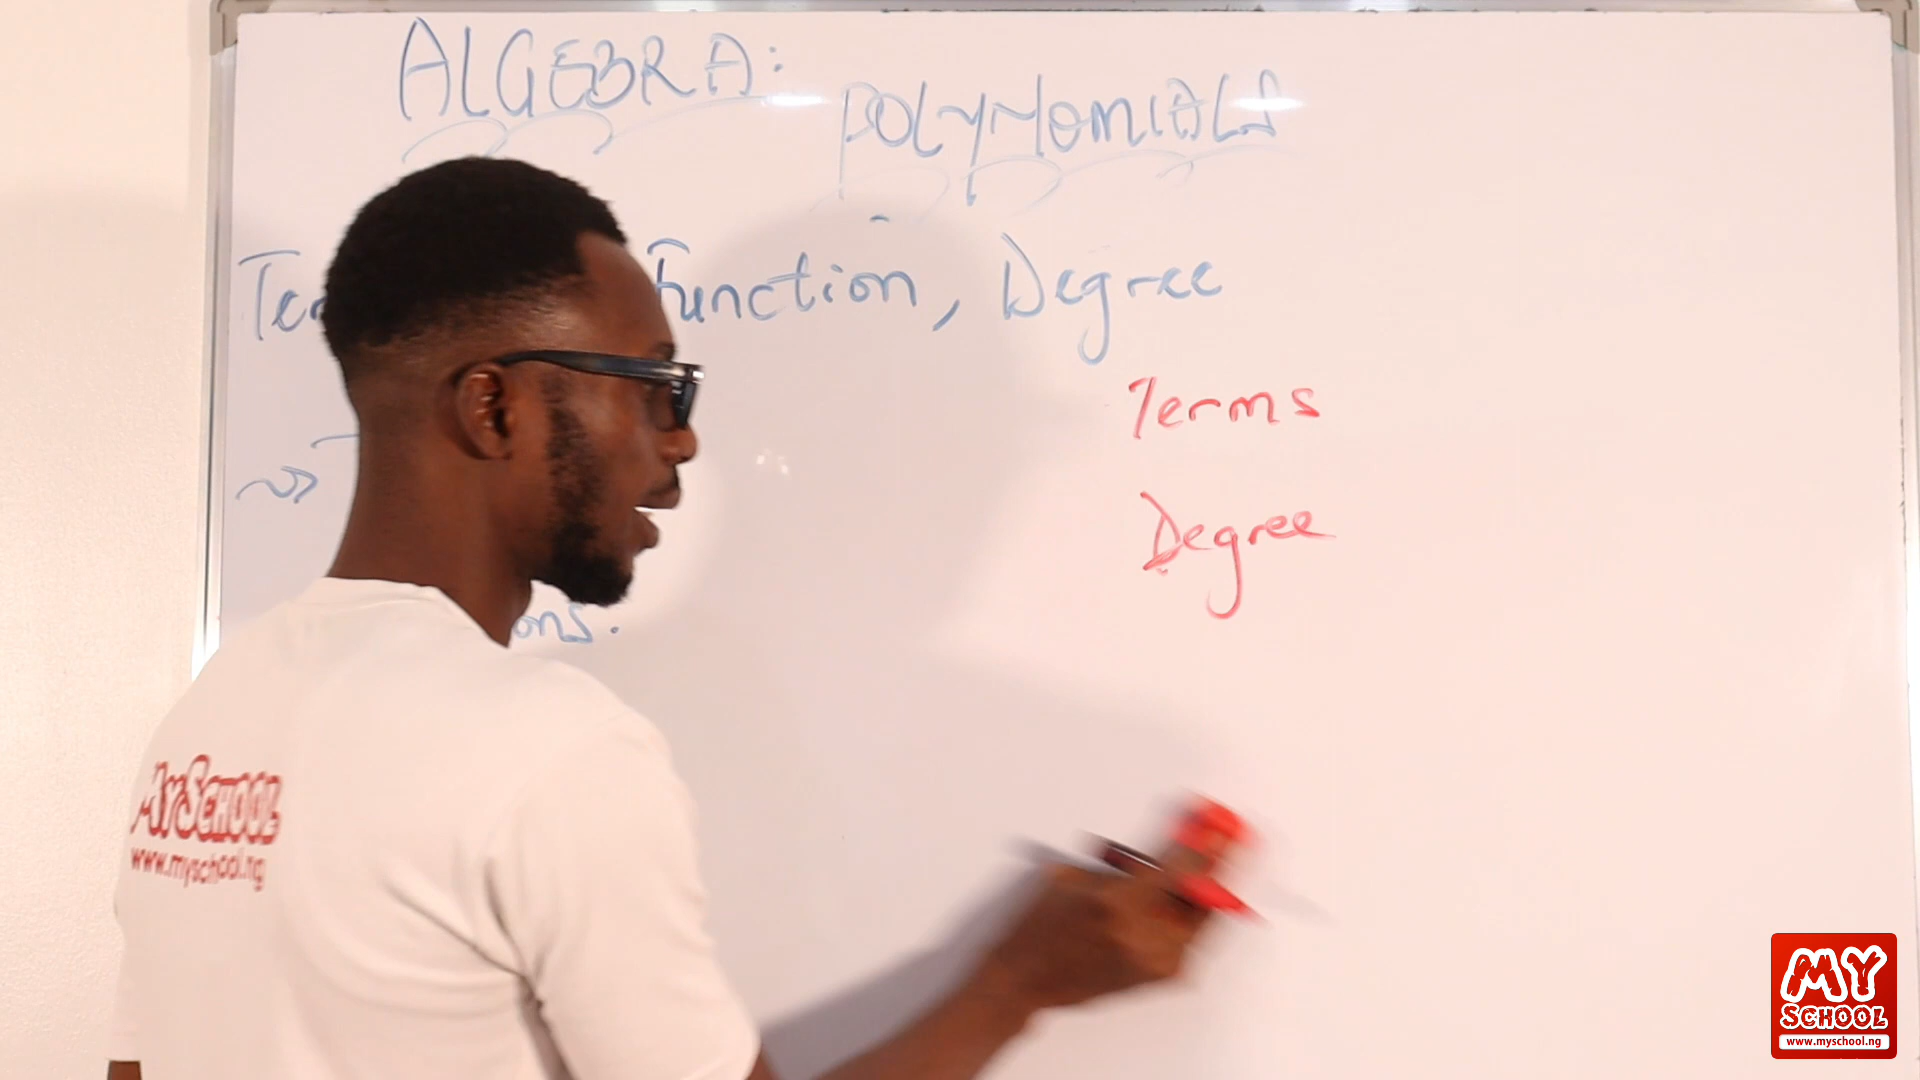 ALGEBRA:
POLYNOMIALS
Function, Degree
Terms
Degree
MYSCHOOL
www.myschool.ng
MY
SCHOOL
www.myschool.ng